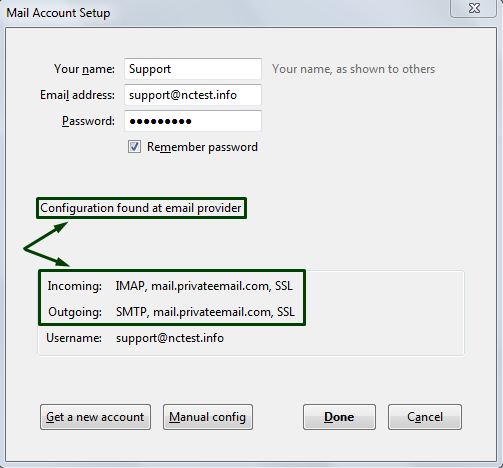 Mail Account Setup
Your name: Support Your name, as shown to others
Email address: support@nctest.info
Password: ●●●●●●●●●
Remember password
Configuration found at email provider
Incoming: IMAP, mail.privateemail.com, SSL
Outgoing: SMTP, mail.privateemail.com, SSL
Username: support@nctest.info
Get a new account Manual config Done Cancel